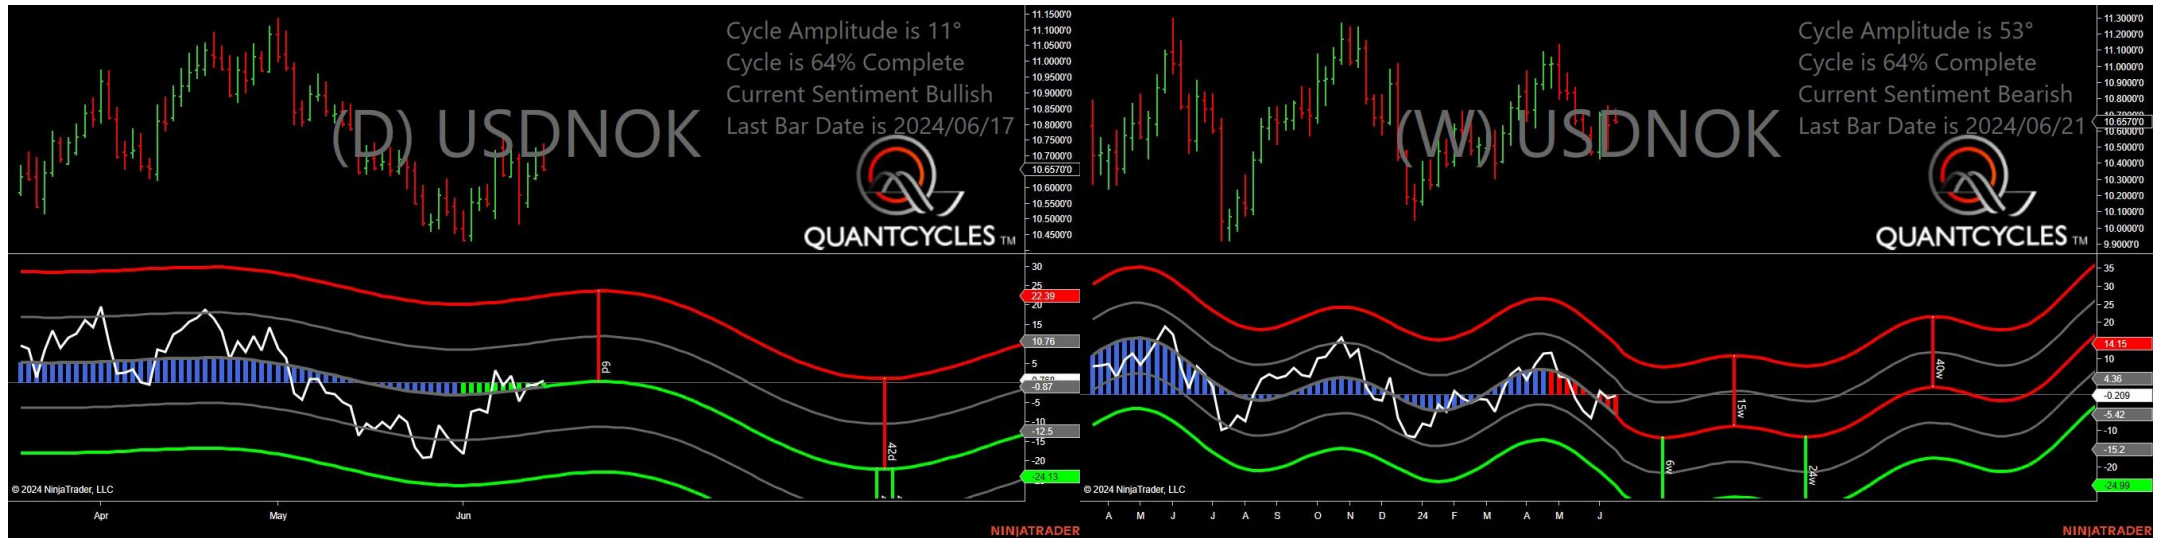 Cycle Amplitude is 11°
Cycle is 64% Complete
Current Sentiment Bullish
Last Bar Date is 2024/06/17
(D) USDNOK
QUANTCYCLES TM
11.1500'0
11.1000'0
11.0500'0
11.0000'0
10.9500'0
10.9000'0
10.8500'0
10.8000'0
10.7500'0
10.7000'0
10.6570'0
10.6000'0
10.5500'0
10.5000'0
10.4500'0
30
25
22.39
20
15
10.76
5
-0.87
-5
-10
-12.5
-15
-20
-24.13
6d
42d
© 2024 NinjaTrader, LLC
Apr
May
Jun
NINJATRADER
Cycle Amplitude is 53°
Cycle is 64% Complete
Current Sentiment Bearish
Last Bar Date is 2024/06/21
(W) USDNOK
QUANTCYCLES TM
11.3000'0
11.2000'0
11.1000'0
11.0000'0
10.9000'0
10.8000'0
10.6570'0
10.6000'0
10.5000'0
10.4000'0
10.3000'0
10.2000'0
10.1000'0
10.0000'0
9.9000'0
35
30
25
20
14.15
10
4.36
-0.209
-5.42
-10
-15.2
-20
-24.99
6w
15w
24w
40w
© 2024 NinjaTrader, LLC
A M J J A S O N D 24 F M A M J
NINJATRADER